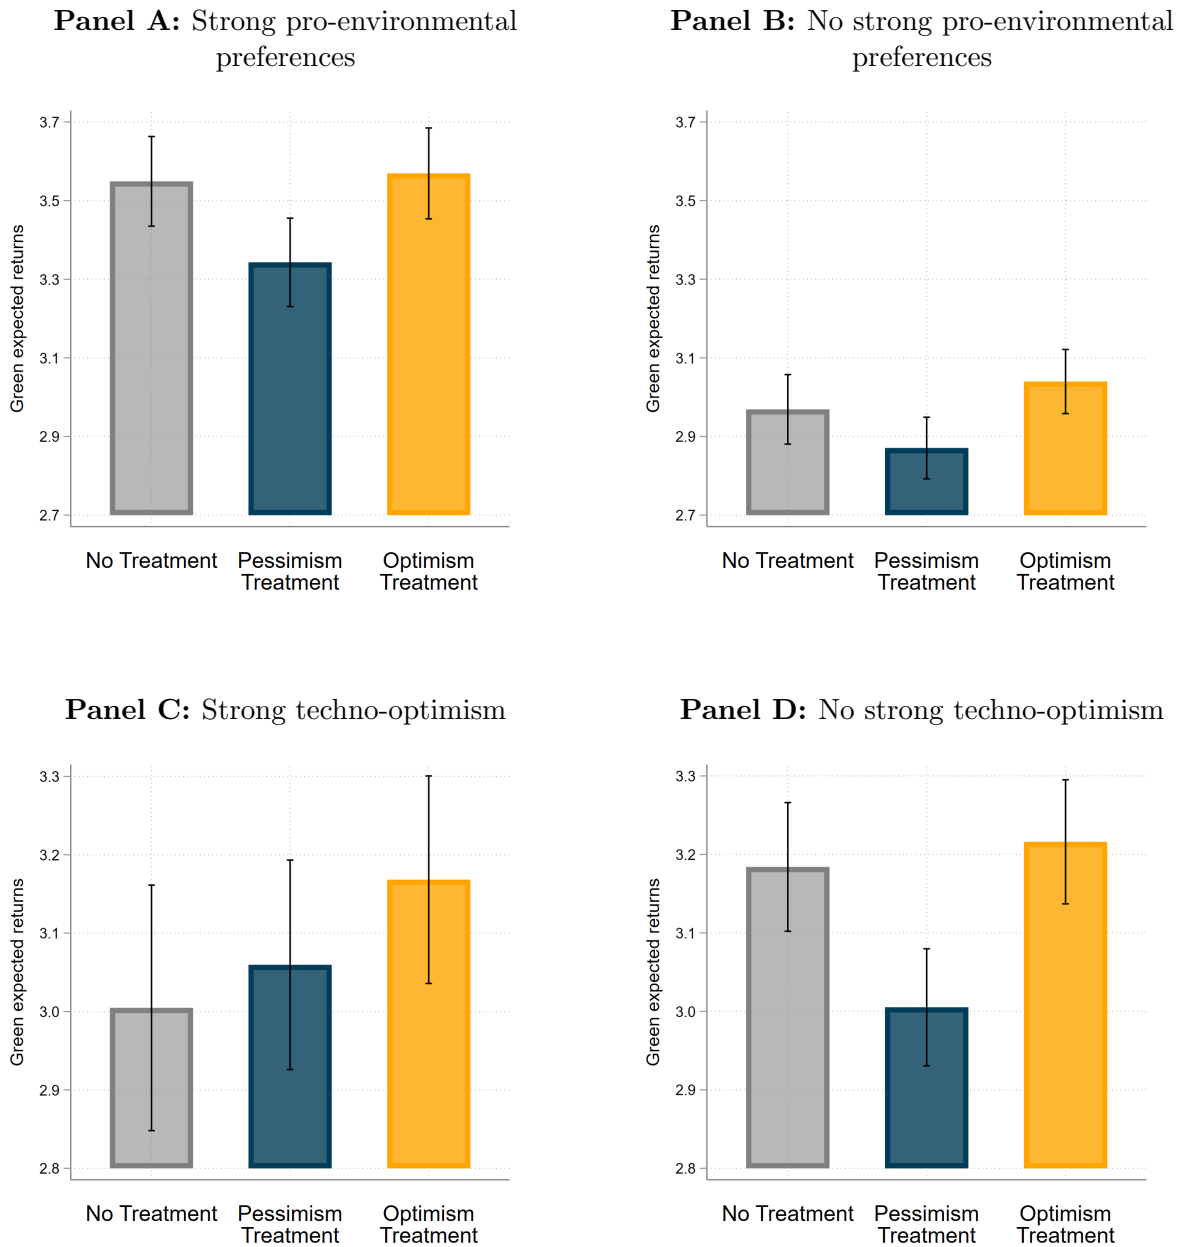 Panel A: Strong pro-environmental
preferences
3.7
3.5
3.3
3.1
2.9
2.7
Green expected returns
No Treatment
Pessimism
Treatment
Optimism
Treatment
Panel B: No strong pro-environmental
preferences
3.7
3.5
3.3
3.1
2.9
2.7
Green expected returns
No Treatment
Pessimism
Treatment
Optimism
Treatment
Panel C: Strong techno-optimism
3.3
3.2
3.1
3.0
2.9
2.8
Green expected returns
No Treatment
Pessimism
Treatment
Optimism
Treatment
Panel D: No strong techno-optimism
3.3
3.2
3.1
3.0
2.9
2.8
Green expected returns
No Treatment
Pessimism
Treatment
Optimism
Treatment